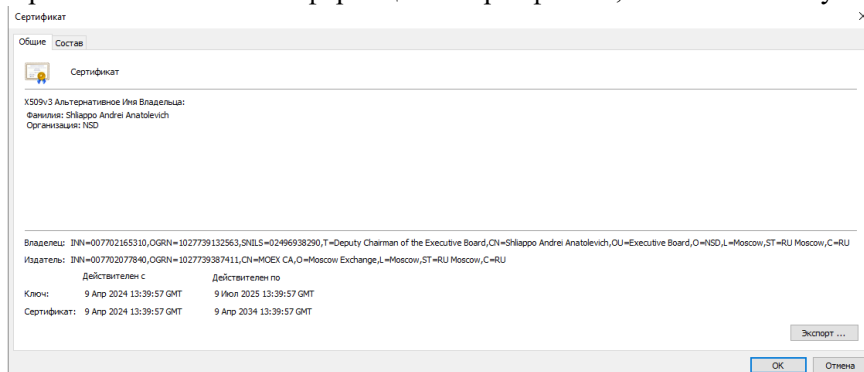 Сертификат
Общие Состав
Сертификат
X509v3 Альтернативное Имя Владельца:
Фамилия: Shliappo Andrei Anatolevich
Организация: NSD
Владелец: INN=007702165310,OGRN=1027739132563,SNILS=02496938290,T=Deputy Chairman of the Executive Board,CN=Shliappo Andrei Anatolevich,OU=Executive Board,O=NSD,L=Moscow,ST=RU Moscow,C=RU
Издатель: INN=007702077840,OGRN=1027739387411,CN=MOEX CA,O=Moscow Exchange,L=Moscow,ST=RU Moscow,C=RU
Действителен с Действителен по
Ключ: 9 Апр 2024 13:39:57 GMT 9 Июл 2025 13:39:57 GMT
Сертификат: 9 Апр 2024 13:39:57 GMT 9 Апр 2034 13:39:57 GMT
Экспорт ...
ОК Отмена